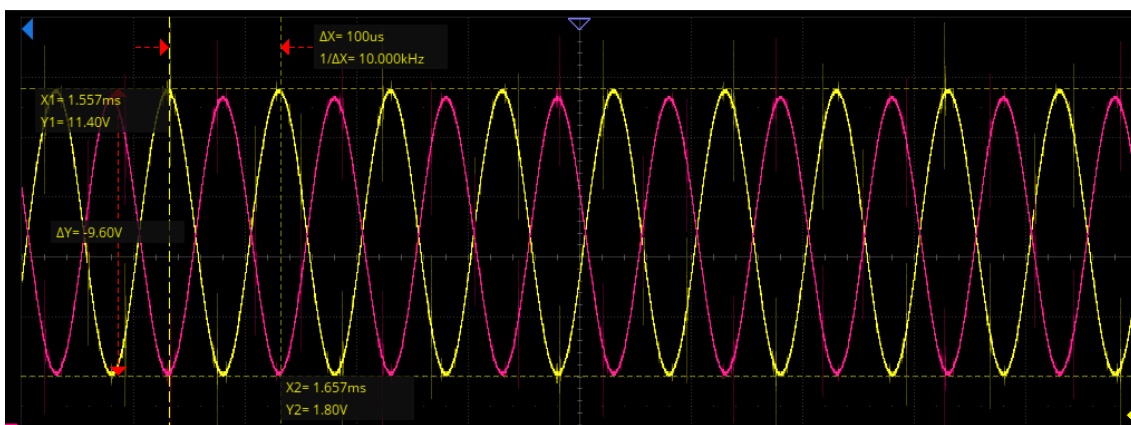 ΔX= 100us
1/ΔX= 10.000kHz
X1= 1.557ms
Y1= 11.40V
ΔY= -9.60V
X2= 1.657ms
Y2= 1.80V